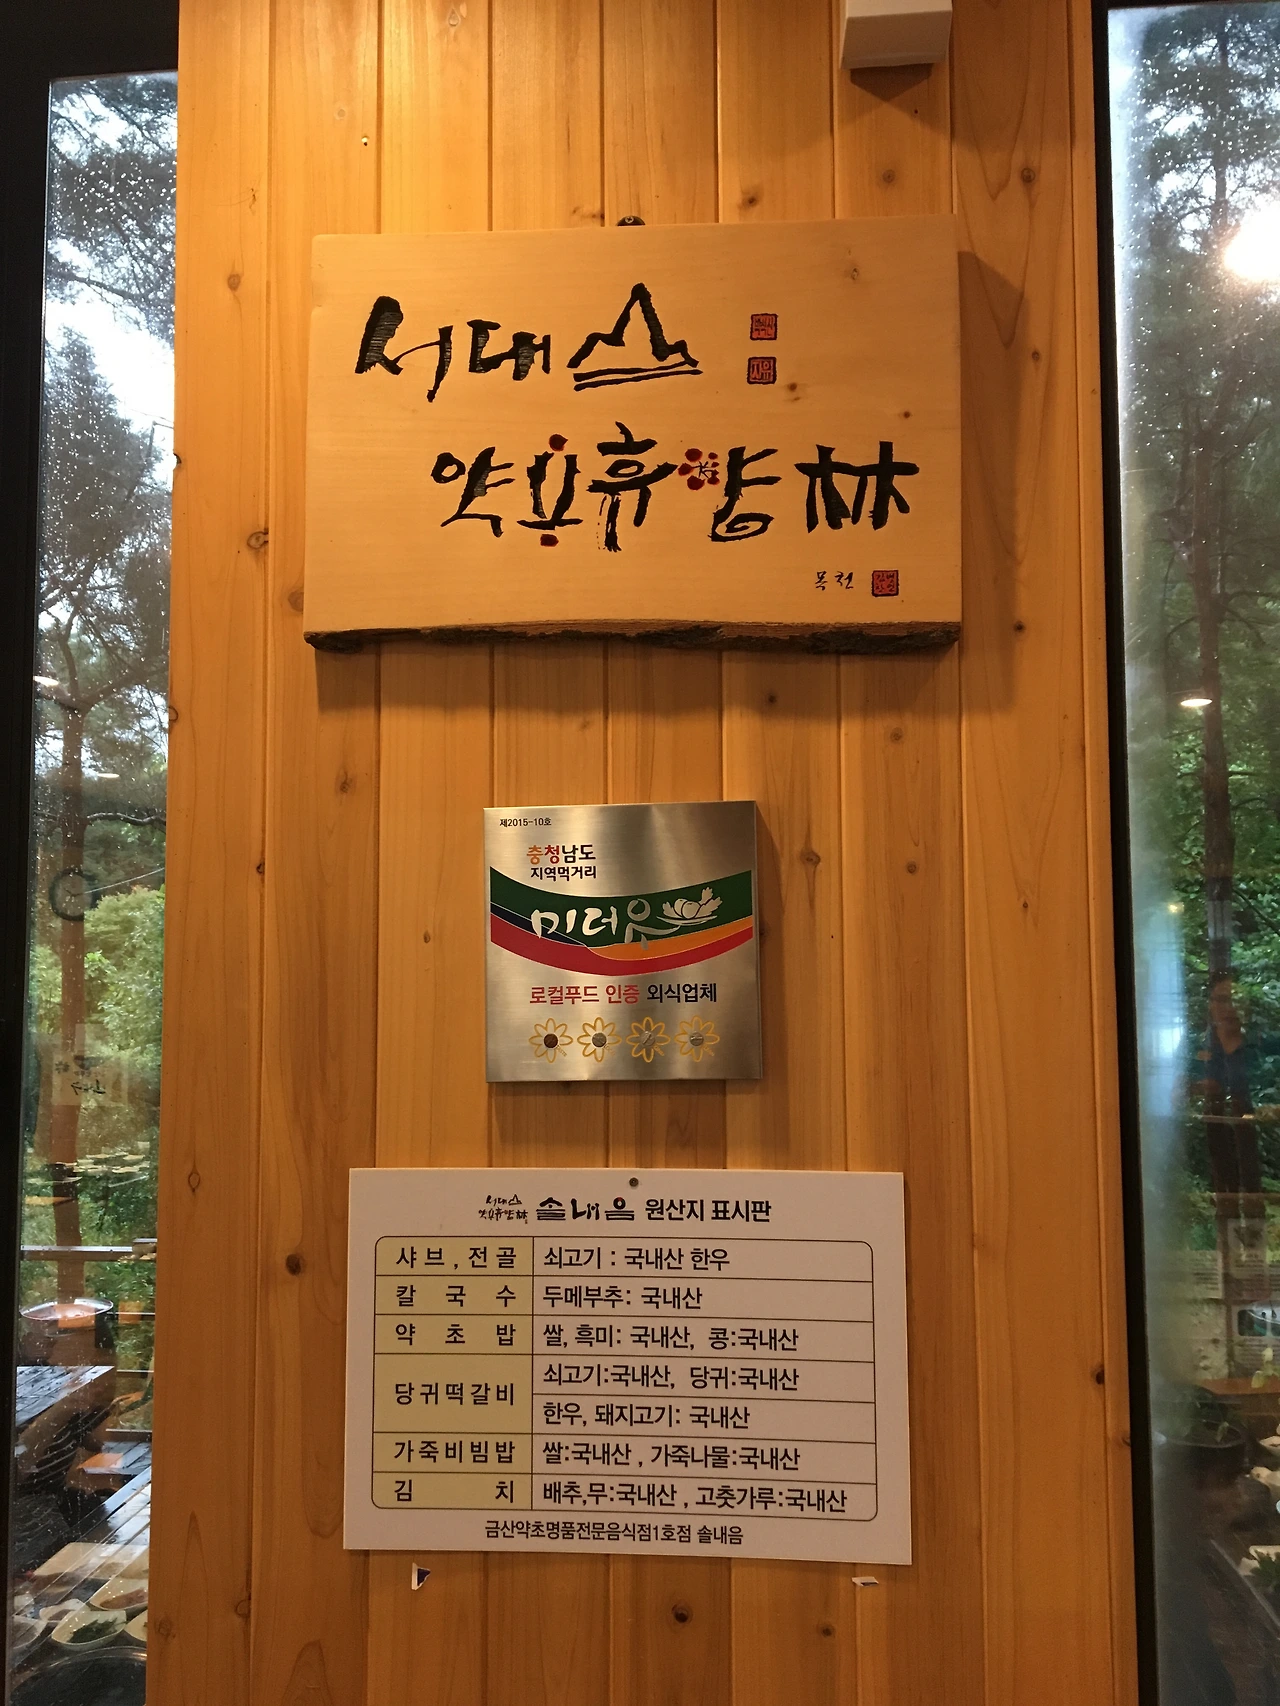 서대산
약초휴양林
목천
제2015-10호
충청남도
지역먹거리
미더유
로컬푸드 인증 외식업체
서대산
약초휴양林
솔내음 원산지 표시판
샤브, 전골 쇠고기 : 국내산 한우
칼국수 두메부추: 국내산
약초밥 쌀, 흑미: 국내산, 콩:국내산
당귀떡갈비 쇠고기:국내산, 당귀:국내산
한우, 돼지고기: 국내산
가죽비빔밥 쌀:국내산 , 가죽나물:국내산
김치 배추,무:국내산 , 고춧가루:국내산
금산약초명품전문음식점1호점 솔내음